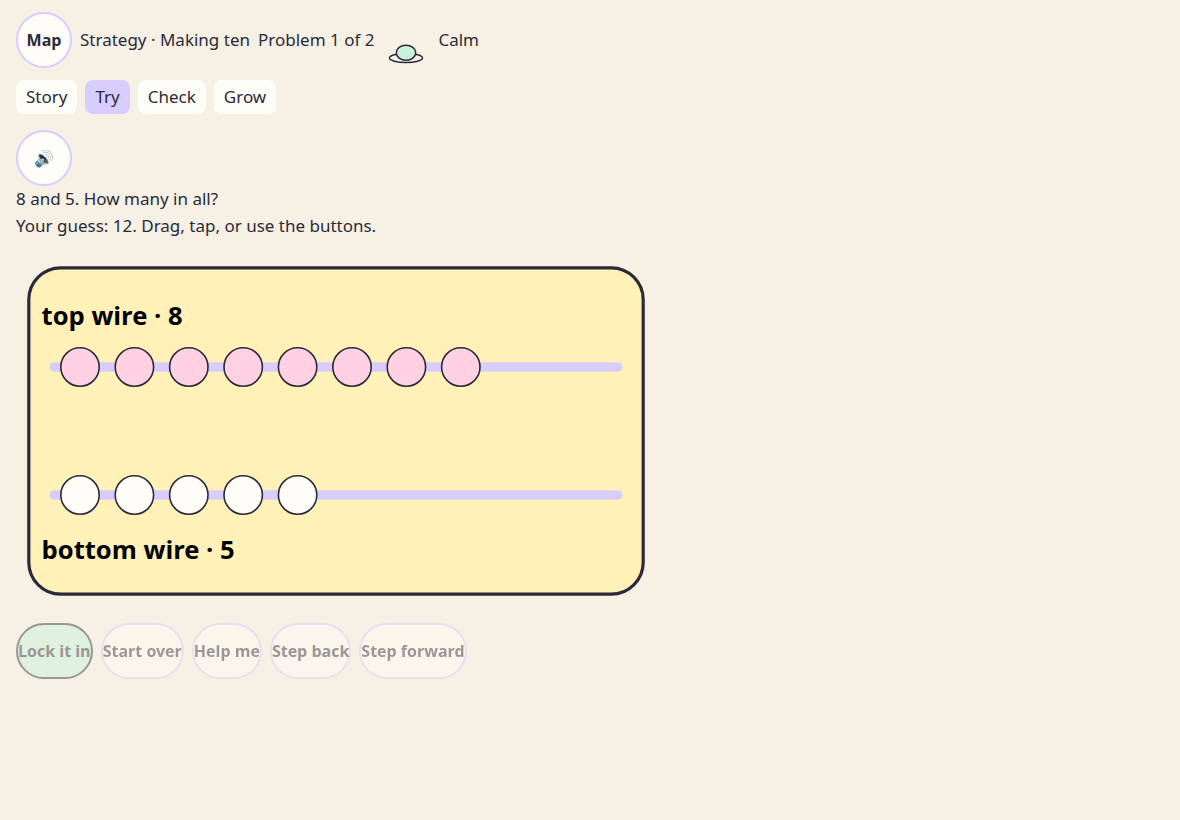 Map Strategy · Making ten Problem 1 of 2 Calm
Story Try Check Grow
8 and 5. How many in all?
Your guess: 12. Drag, tap, or use the buttons.
top wire · 8
bottom wire · 5
Lock it in Start over Help me Step back Step forward